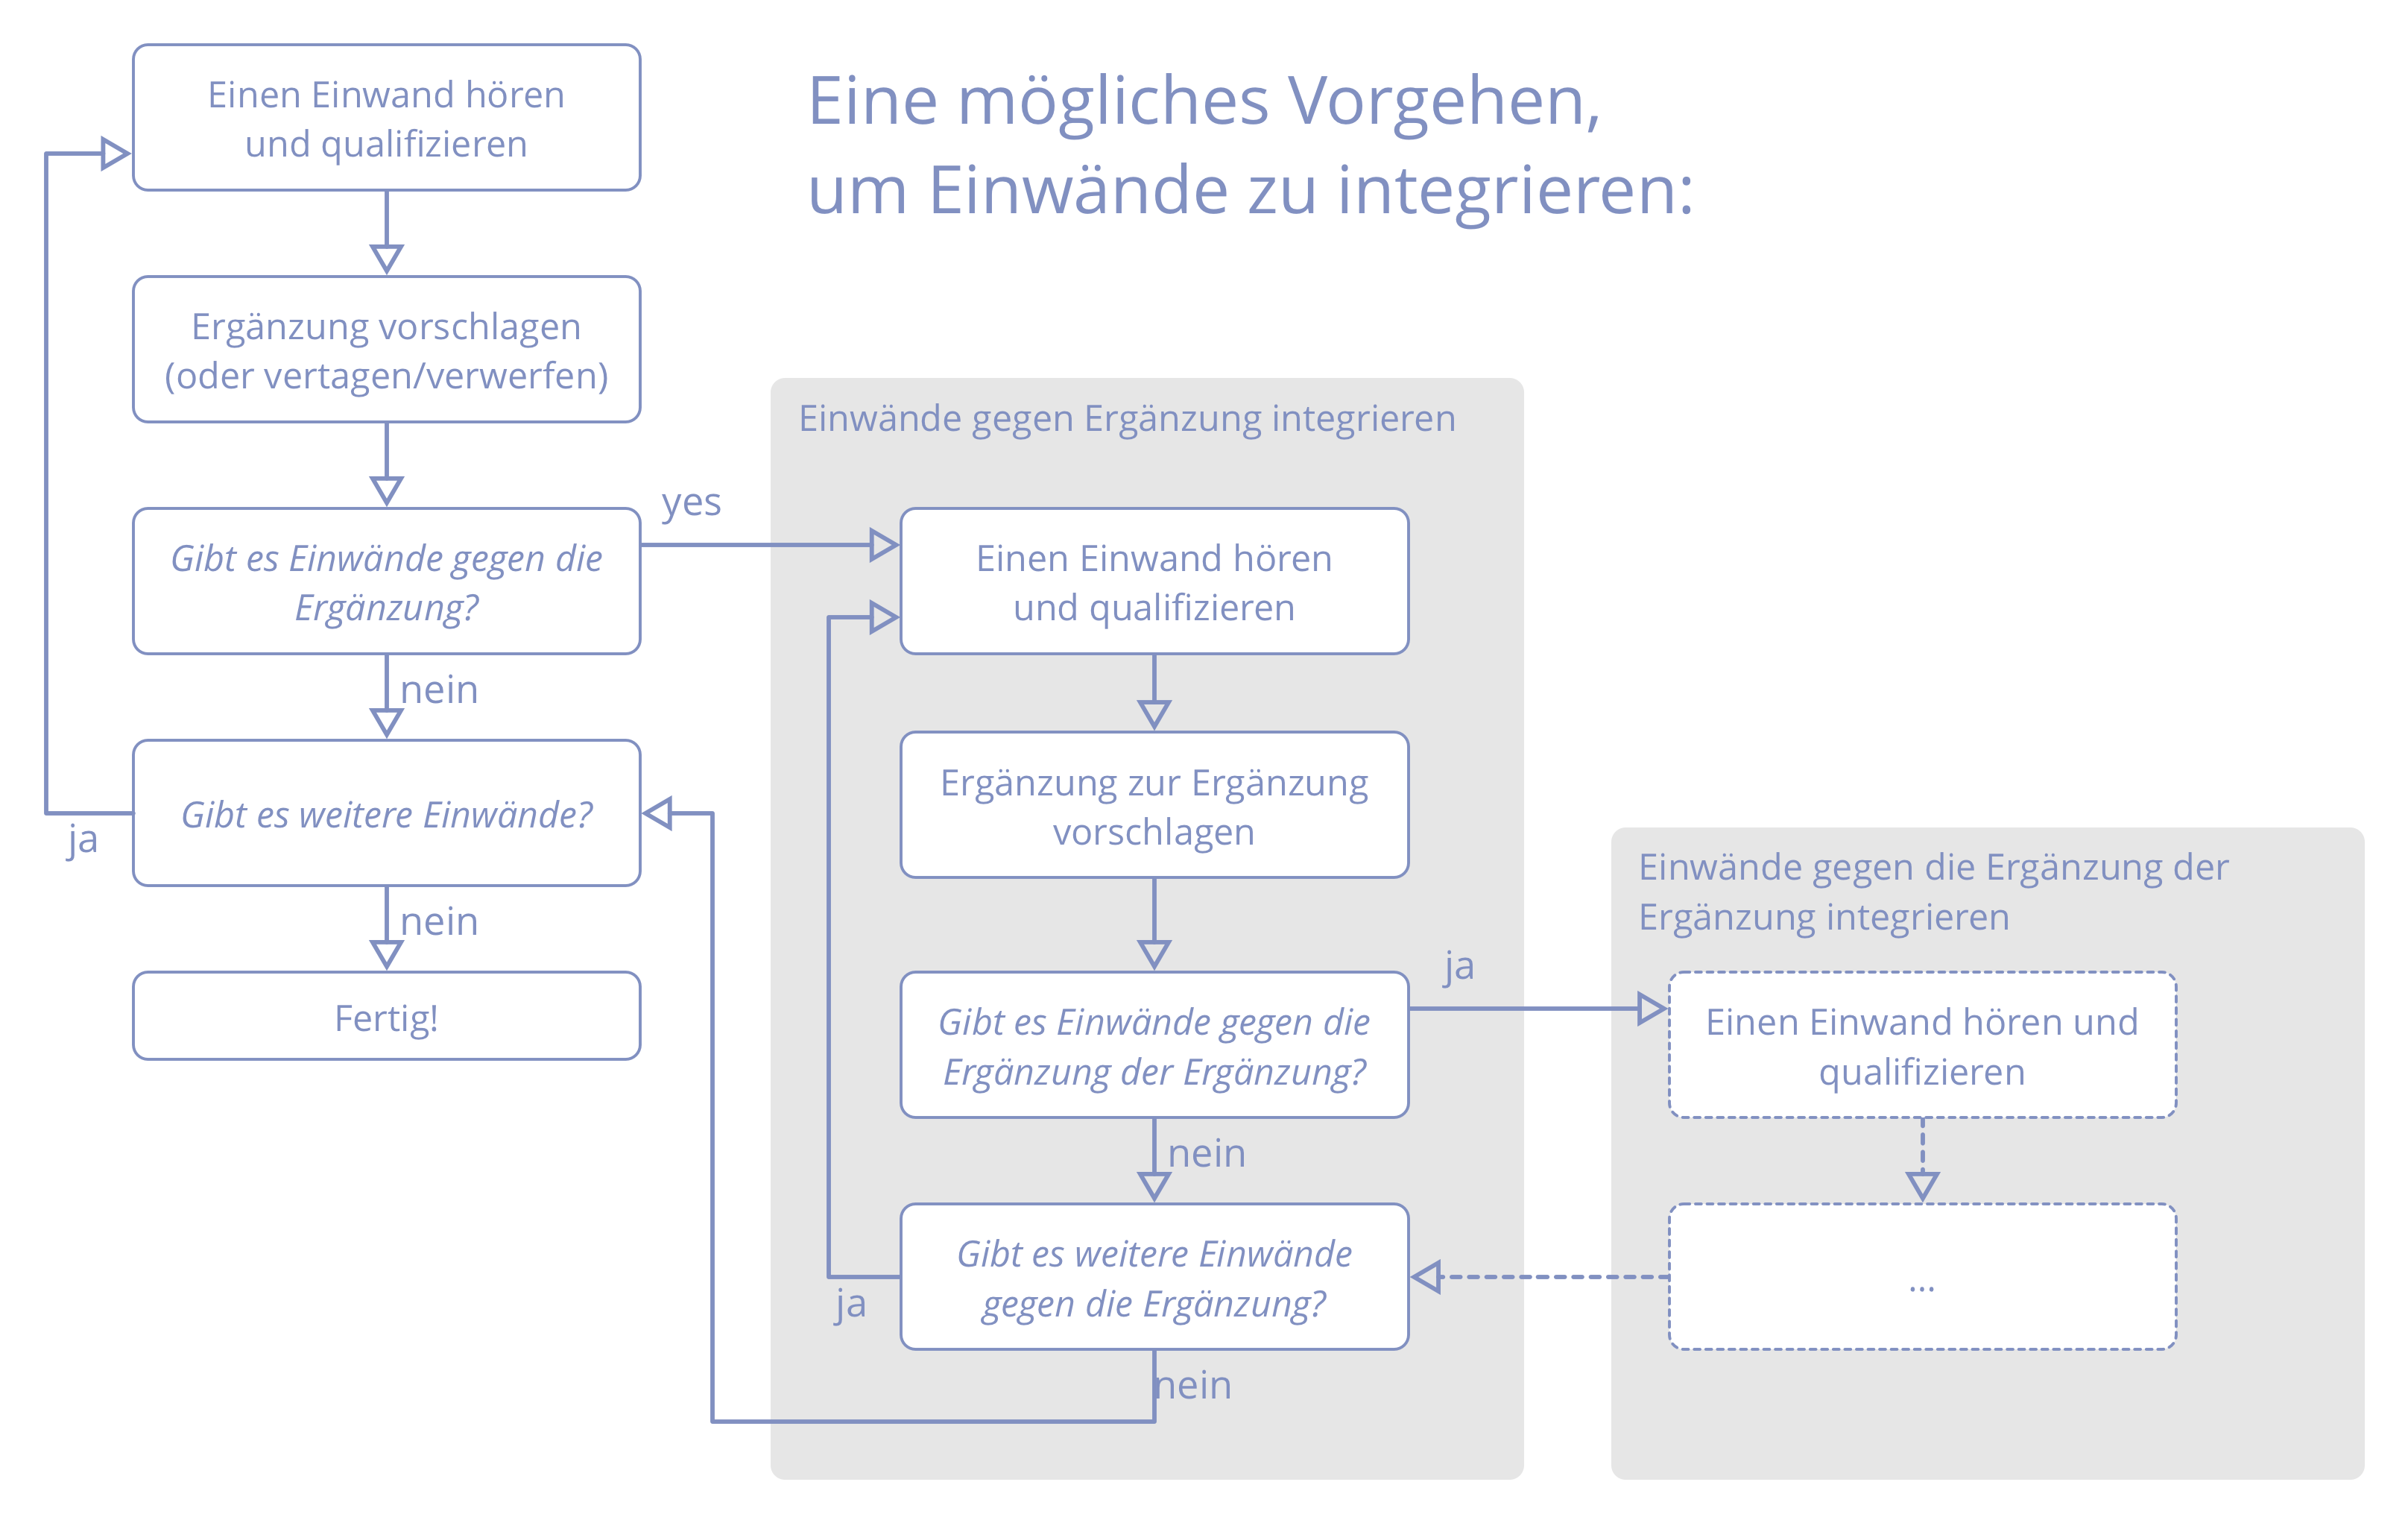 Eine mögliches Vorgehen,
um Einwände zu integrieren:
Einen Einwand hören
und qualifizieren
Ergänzung vorschlagen
(oder vertagen/verwerfen)
Gibt es Einwände gegen die
Ergänzung?
yes
nein
Gibt es weitere Einwände?
ja
nein
Fertig!
Einwände gegen Ergänzung integrieren
Einen Einwand hören
und qualifizieren
Ergänzung zur Ergänzung
vorschlagen
Gibt es Einwände gegen die
Ergänzung der Ergänzung?
ja
nein
Gibt es weitere Einwände
gegen die Ergänzung?
ja
nein
Einwände gegen die Ergänzung der
Ergänzung integrieren
Einen Einwand hören und
qualifizieren
...